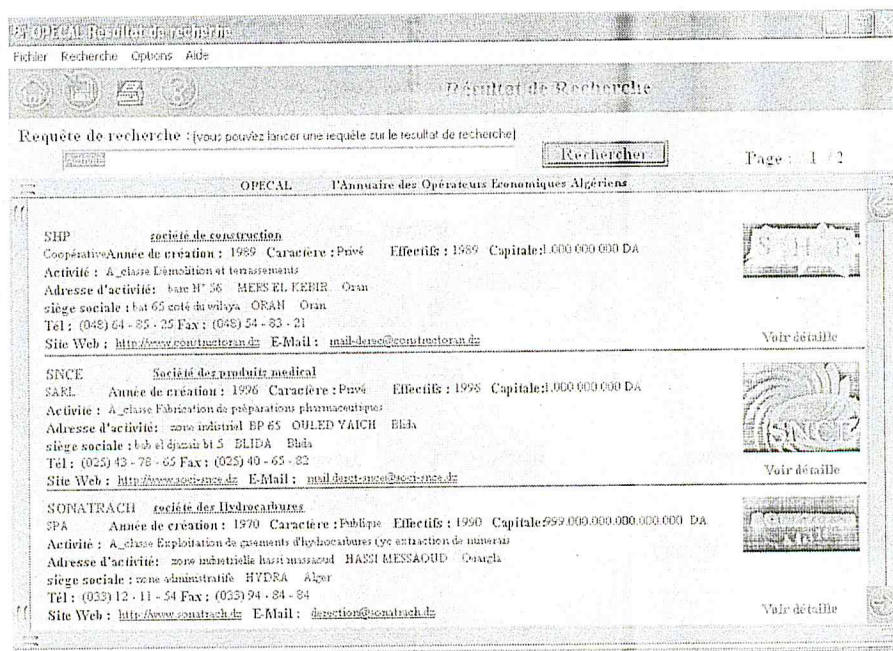 OPECAL Resultat de recherche
Fichier Recherche Options Aide
Résultat de Recherche
Requête de recherche : (vous pouvez lancer une requête sur le resultat de recherche)
Activité
Rechercher
Page : 1 / 2
OPECAL l'Annuaire des Opérateurs Economiques Algériens
SHP société de construction
Coopérative Année de création : 1989 Caractère : Privé Effectifs : 1989 Capitale:1.000.000.000 DA
Activité : A_classe Démolition et terrassements
Adresse d'activité: N° 56 MERS EL KEBIR Oran
siège sociale : bat 65 coté du wilaya ORAN Oran
Tél : (048) 64 - 85 - 25 Fax : (048) 54 - 83 - 21
Site Web : http://www.constructoran.dz E-Mail : mail-derec@constructoran.dz
SHP
Voir détaille
SNCE Société des produits medical
SARL Année de création : 1996 Caractère : Privé Effectifs : 1996 Capitale:1.000.000.000 DA
Activité : A_classe Fabrication de préparations pharmaceutiques
Adresse d'activité: zone industriel BP 65 OULED YAICH Blida
siège sociale : bab el djazair bt 5 BLIDA Blida
Tél : (025) 43 - 78 - 65 Fax : (025) 40 - 65 - 82
Site Web : http://www.soci-snce.dz E-Mail :
SNCE
Voir détaille
SONATRACH société des Hydrocarbures
SPA Année de création : 1970 Caractère : Publique Effectifs : 1990 Capitale:999.000.000.000.000.000 DA
Activité : A_classe Exploitation de gisements d'hydrocarbures (yc extraction de minerais
Adresse d'activité: zone industrielle hassi massaoud HASSI MESSAOUD Ouargla
siège sociale : zone administratife HYDRA Alger
Tél : (033) 12 - 11 - 54 Fax : (033) 94 - 84 - 84
Site Web : http://www.sonatrach.dz E-Mail : derection@sonatrach.dz
Voir détaille